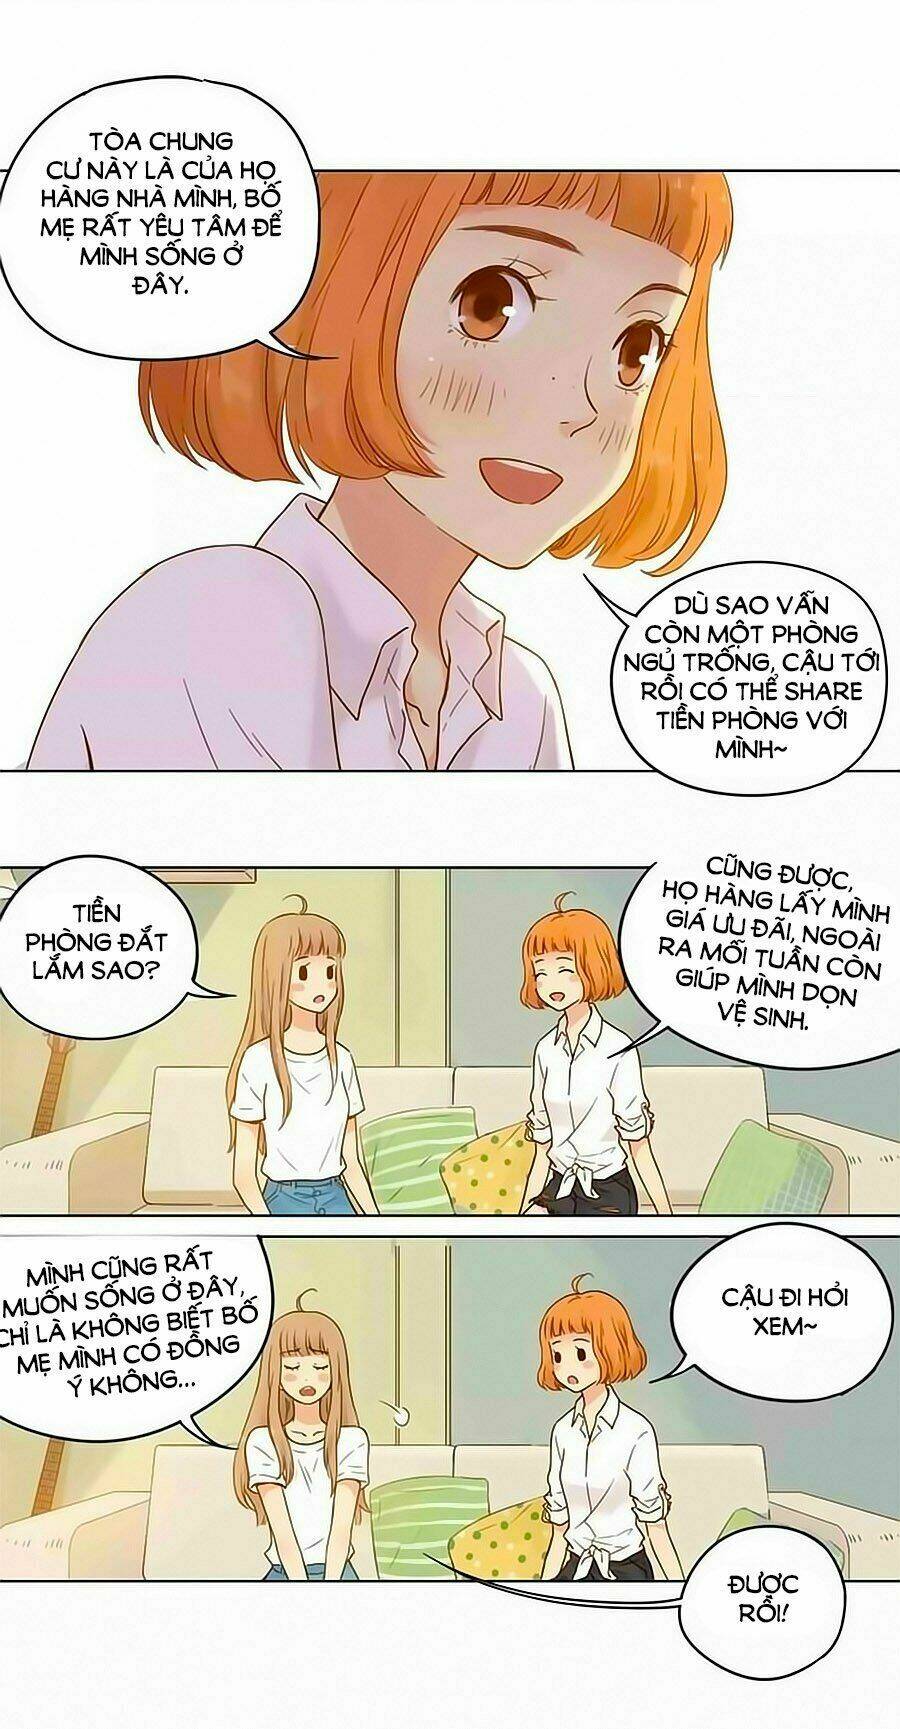 TÒA CHUNG
CƯ NÀY LÀ CỦA HỌ
HÀNG NHÀ MÌNH, BỐ
MẸ RẤT YÊU TÂM ĐỂ
MÌNH SỐNG Ở
ĐÂY.
DÙ SAO VẪN
CÒN MỘT PHÒNG
NGỦ TRỐNG, CẬU TỚI
RỒI CÓ THỂ SHARE
TIỀN PHÒNG VỚI
MÌNH~
TIỀN
PHÒNG ĐẮT
LẮM SAO?
CŨNG ĐƯỢC,
HỌ HÀNG LẤY MÌNH
GIÁ ƯU ĐÃI, NGOÀI
RA MỖI TUẦN CÒN
GIÚP MÌNH DỌN
VỆ SINH.
MÌNH CŨNG RẤT
MUỐN SỐNG Ở ĐÂY,
CHỈ LÀ KHÔNG BIẾT BỐ
MẸ MÌNH CÓ ĐỒNG
Ý KHÔNG...
CẬU ĐI HỎI
XEM~
ĐƯỢC
RỒI!